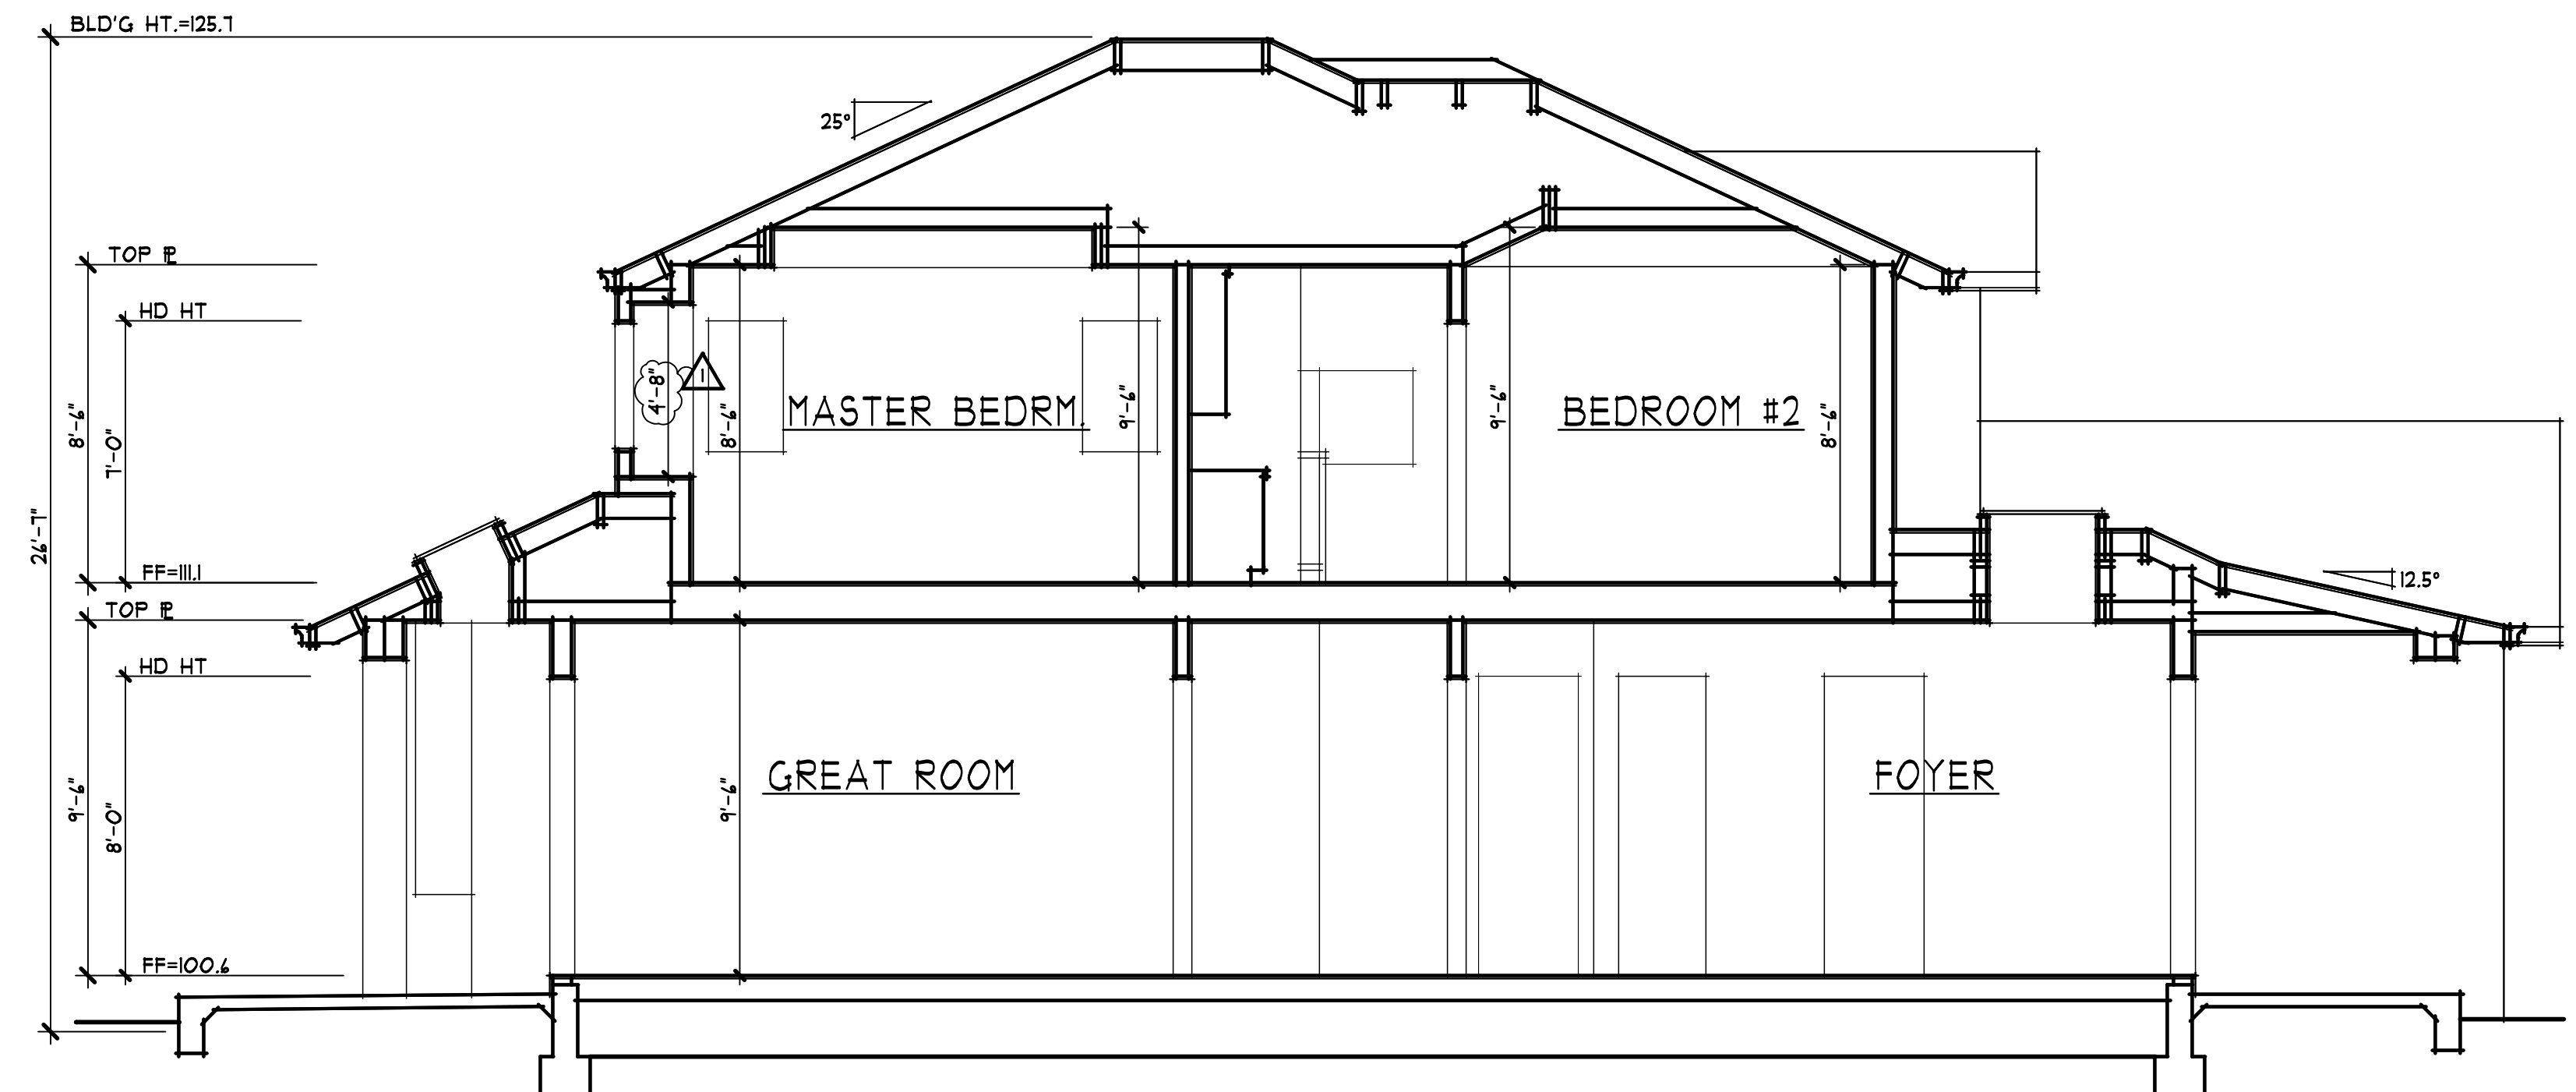 BLD'G HT.=125.7
25°
TOP PL
HD HT
8'-6"
7'-0"
4'-8"
1
8'-6"
MASTER BEDRM.
9'-6"
9'-6"
BEDROOM #2
8'-6"
26'-7"
FF=111.1
TOP PL
12.5°
HD HT
9'-6"
8'-0"
9'-6"
GREAT ROOM
FOYER
FF=100.6